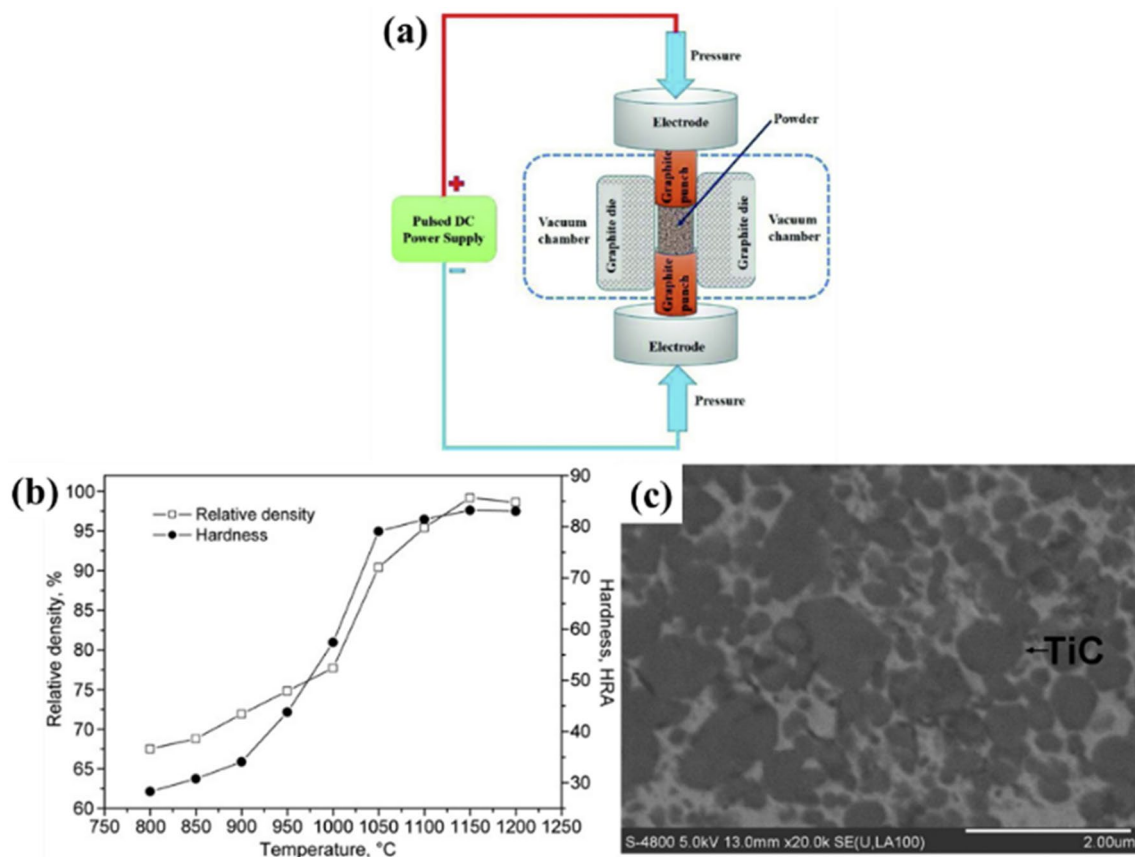 (a)
Pressure
Electrode
Powder
Graphite
punch
Vacuum
chamber
Graphite die
Graphite die
Vacuum
chamber
+
Pulsed DC
Power Supply
−
Graphite
punch
Electrode
Pressure
(b)
Relative density
Hardness
100
95
90
85
80
75
70
65
60
Relative density, %
90
80
70
60
50
40
30
Hardness, HRA
750 800 850 900 950 1000 1050 1100 1150 1200 1250
Temperature, °C
(c)
TiC
S-4800 5.0kV 13.0mm x20.0k SE(U,LA100)
2.00um